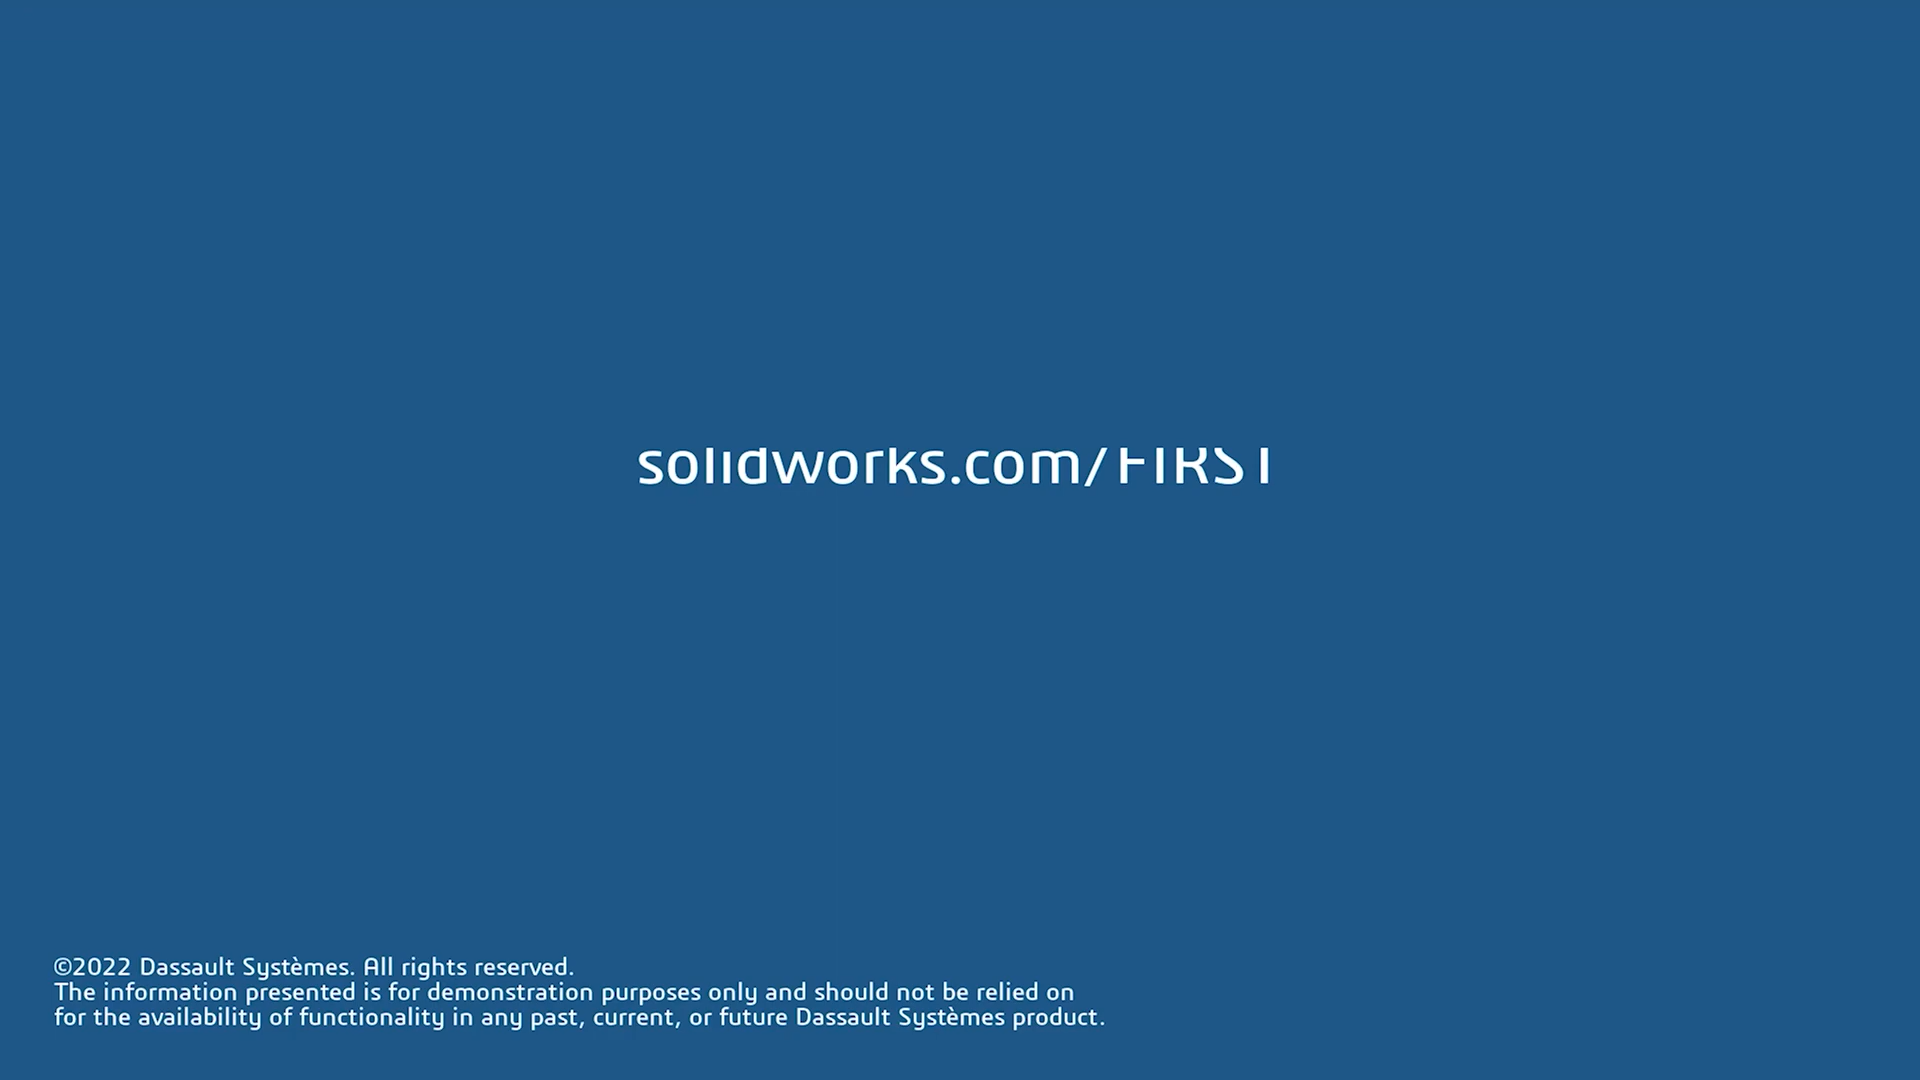 solidworks.com/FIRST
©2022 Dassault Systèmes. All rights reserved.
The information presented is for demonstration purposes only and should not be relied on
for the availability of functionality in any past, current, or future Dassault Systèmes product.